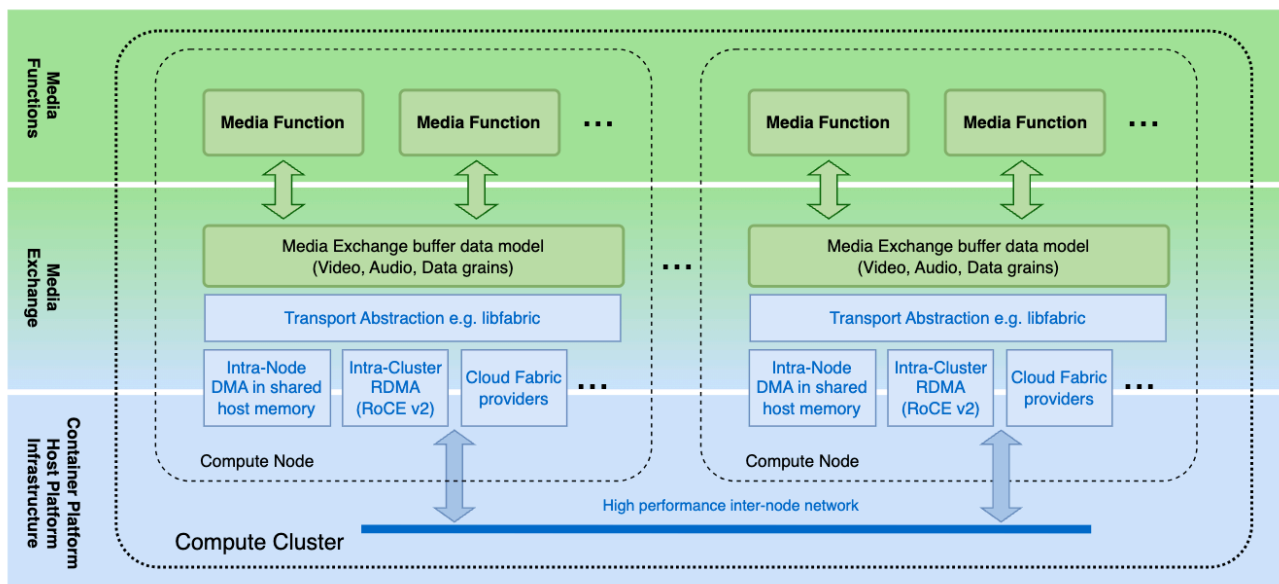 Media
Functions
Media Function
Media Function
...
Media Function
Media Function
...
Media
Exchange
Media Exchange buffer data model
(Video, Audio, Data grains)
...
Media Exchange buffer data model
(Video, Audio, Data grains)
Transport Abstraction e.g. libfabric
Transport Abstraction e.g. libfabric
Intra-Node
DMA in shared
host memory
Intra-Cluster
RDMA
(RoCE v2)
Cloud Fabric
providers
...
Intra-Node
DMA in shared
host memory
Intra-Cluster
RDMA
(RoCE v2)
Cloud Fabric
providers
...
Container Platform
Host Platform
Infrastructure
Compute Node
Compute Node
High performance inter-node network
Compute Cluster